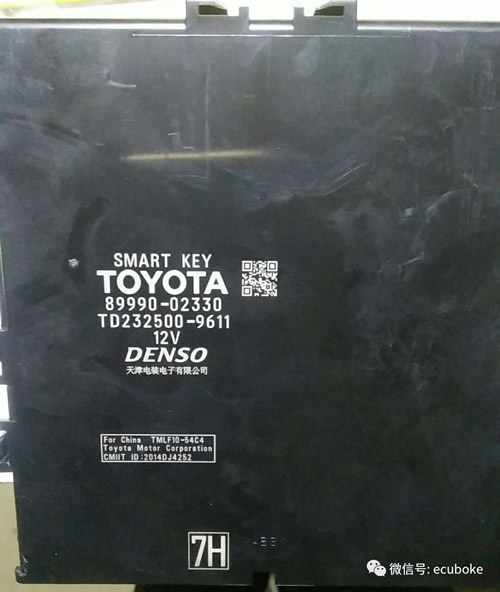 SMART KEY
TOYOTA
89990-02330
TD232500-9611
12V
DENSO
天津电装电子有限公司
For China TMLF10-54C4
Toyota Motor Corporation
CMIIT ID:2014DJ4252
7H
微信号: ecuboke